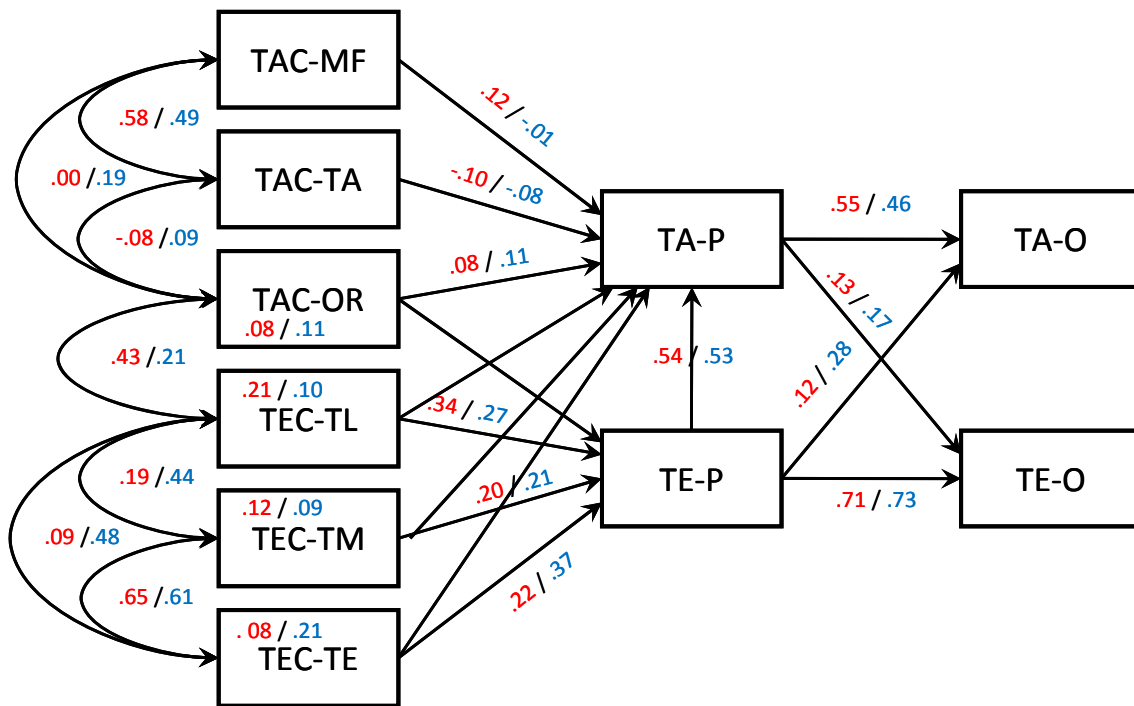 TAC-MF
.12 / -.01
.58 / .49
TAC-TA
-.10 / -.08
.00 /.19
.55 / .46
TA-P
TA-O
-.08 /.09
.08 / .11
TAC-OR
.08 / .11
.13 / .17
.43 /.21
.54 / .53
.12 / .28
.21 / .10
TEC-TL
.34 / .27
.19 /.44
TE-P
TE-O
.20 / .21
.71 / .73
.12 / .09
TEC-TM
.09 /.48
.22 / .37
.65 /.61
. 08 / .21
TEC-TE